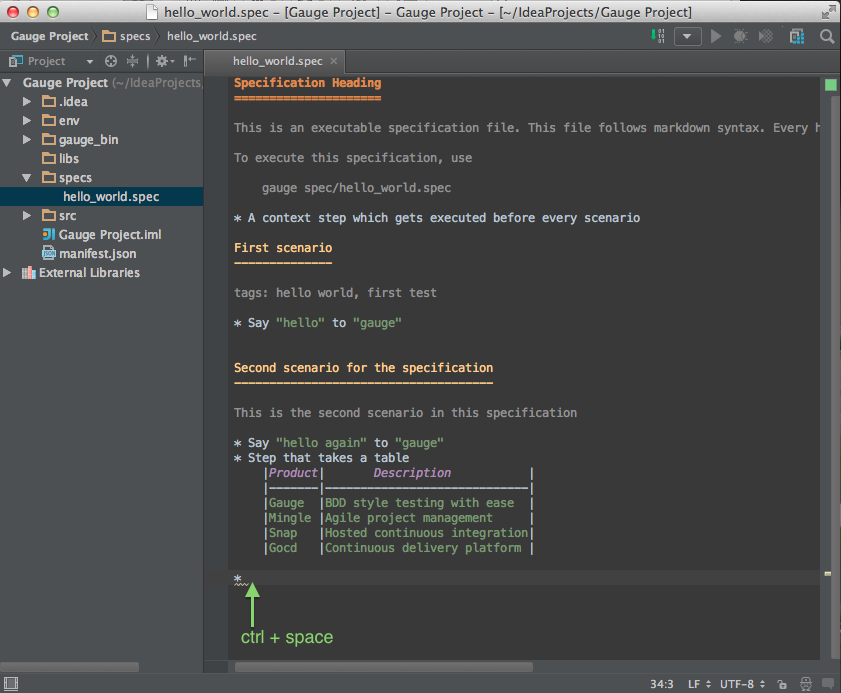 hello_world.spec – [Gauge Project] – Gauge Project – [~/IdeaProjects/Gauge Project]
Gauge Project specs hello_world.spec
Project
hello_world.spec
Gauge Project (~/IdeaProjects
.idea
env
gauge_bin
libs
specs
hello_world.spec
src
Gauge Project.iml
manifest.json
External Libraries
Specification Heading
=====================
This is an executable specification file. This file follows markdown syntax. Every h
To execute this specification, use
gauge spec/hello_world.spec
* A context step which gets executed before every scenario
First scenario
--------------
tags: hello world, first test
* Say "hello" to "gauge"
Second scenario for the specification
-------------------------------------
This is the second scenario in this specification
* Say "hello again" to "gauge"
* Step that takes a table
|Product|       Description           |
|-------|-----------------------------|
|Gauge  |BDD style testing with ease  |
|Mingle |Agile project management     |
|Snap   |Hosted continuous integration|
|Gocd   |Continuous delivery platform |
*
ctrl + space
34:3 LF UTF-8